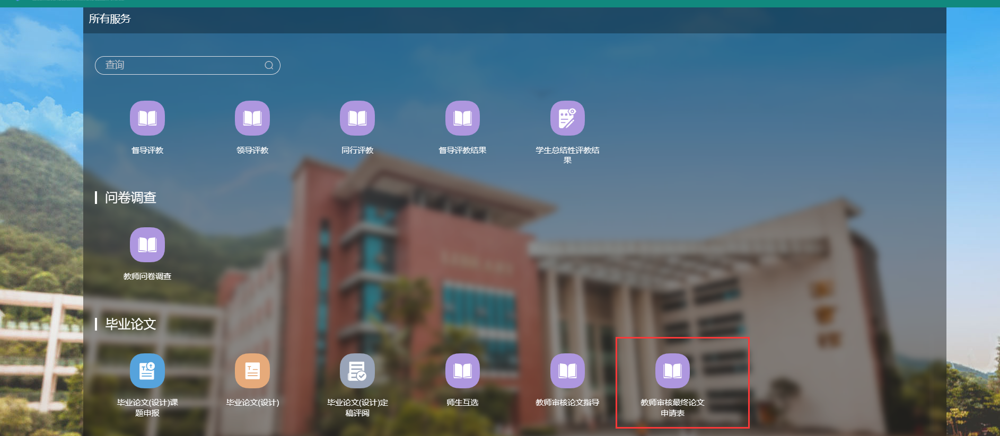 所有服务
查询
督导评教
领导评教
同行评教
督导评教结果
学生总结性评教结
果
问卷调查
教师问卷调查
毕业论文
毕业论文(设计)课
题申报
毕业论文(设计)
毕业论文(设计)定
稿评阅
师生互选
教师审核论文指导
教师审核最终论文
申请表